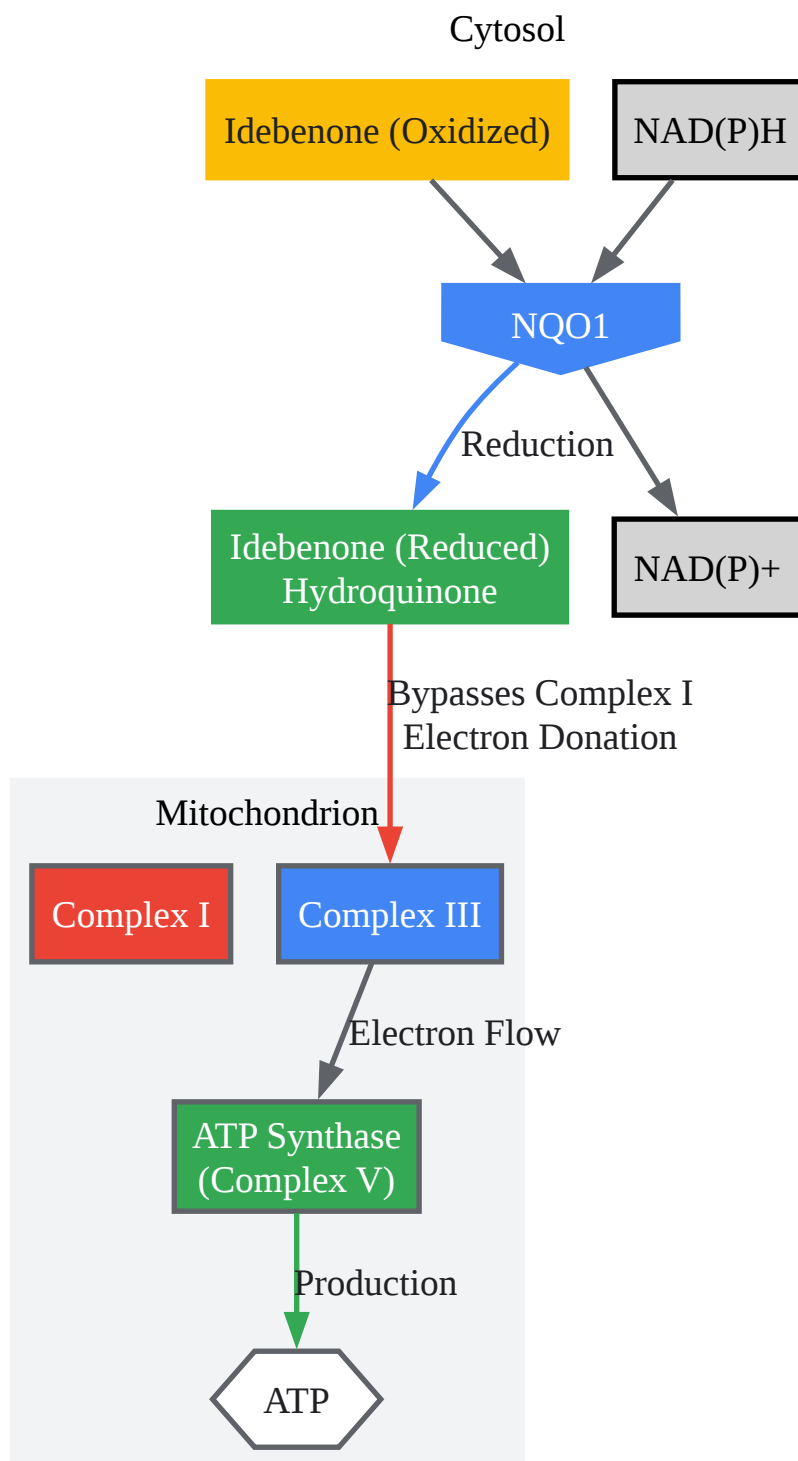 Cytosol
Idebenone (Oxidized)
NAD(P)H
NQO1
Reduction
Idebenone (Reduced)
Hydroquinone
NAD(P)+
Bypasses Complex I
Electron Donation
Mitochondrion
Complex I
Complex III
Electron Flow
ATP Synthase
(Complex V)
Production
ATP